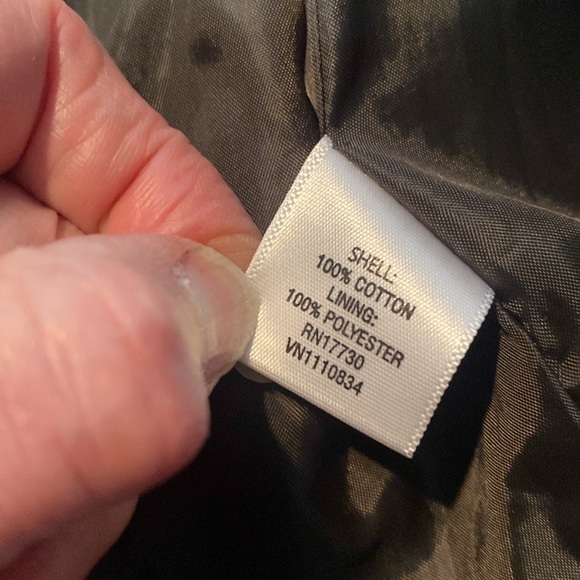 SHELL:
100% COTTON
LINING:
100% POLYESTER
RN17730
VN1110834